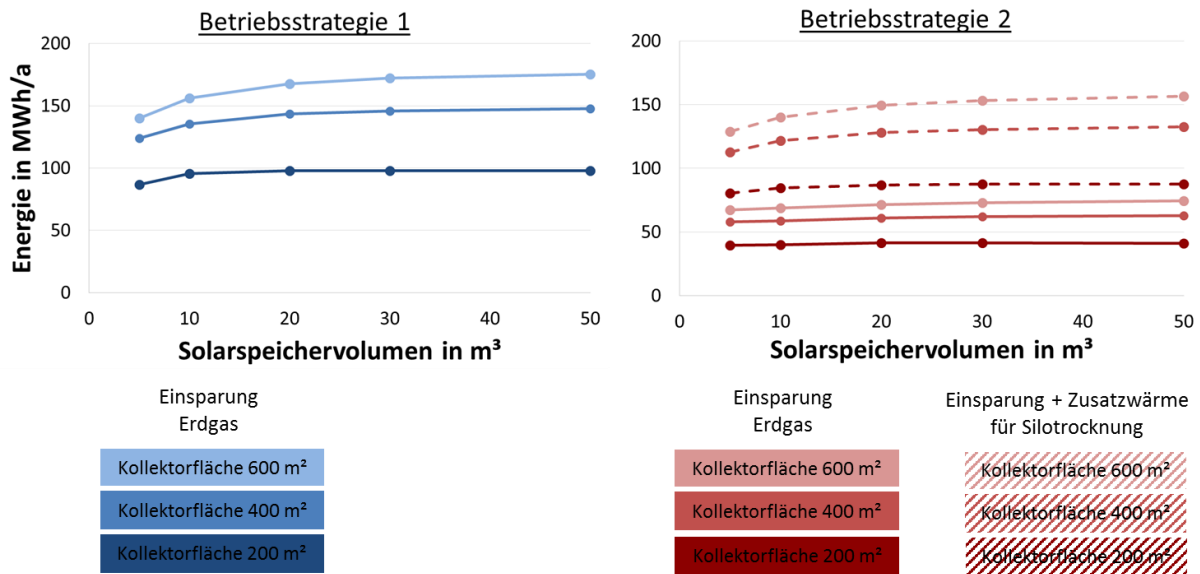 Betriebsstrategie 1
Energie in MWh/a
200
150
100
50
0
0
10
20
30
40
50
Solarspeichervolumen in m³
Einsparung
Erdgas
Kollektorfläche 600 m²
Kollektorfläche 400 m²
Kollektorfläche 200 m²
Betriebsstrategie 2
200
150
100
50
0
0
10
20
30
40
50
Solarspeichervolumen in m³
Einsparung
Erdgas
Kollektorfläche 600 m²
Kollektorfläche 400 m²
Kollektorfläche 200 m²
Einsparung + Zusatzwärme
für Silotrocknung
Kollektorfläche 600 m²
Kollektorfläche 400 m²
Kollektorfläche 200 m²